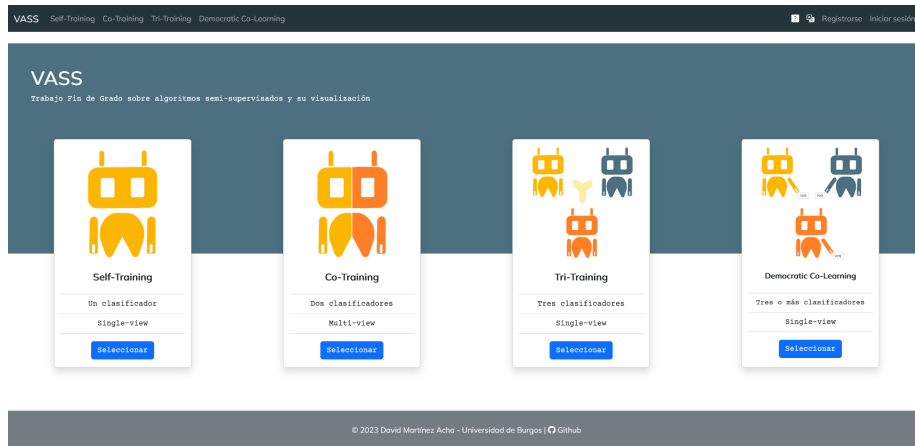 VASS Self-Training Co-Training Tri-Training Democratic Co-Learning Registrarse Iniciar sesión
VASS
Trabajo Fin de Grado sobre algoritmos semi-supervisados y su visualización
Self-Training
Un clasificador
Single-view
Seleccionar
Co-Training
Dos clasificadores
Multi-view
Seleccionar
Tri-Training
Tres clasificadores
Single-view
Seleccionar
Democratic Co-Learning
Tres o más clasificadores
Single-view
Seleccionar
© 2023 David Martínez Acha - Universidad de Burgos | Github